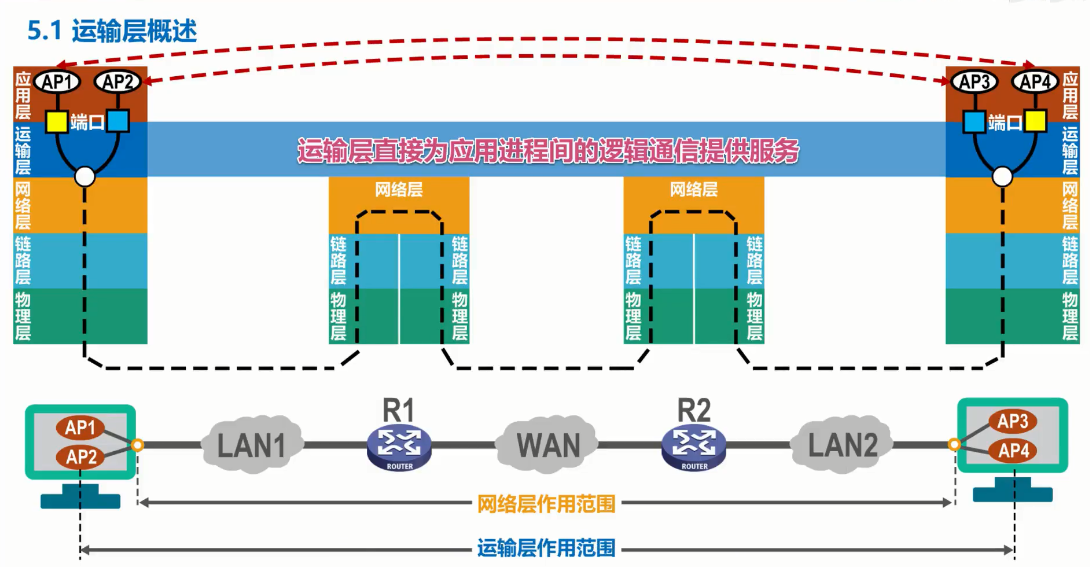 5.1 运输层概述
AP1
AP2
AP3
AP4
应用层
端口
端口
应用层
运输层
运输层直接为应用进程间的逻辑通信提供服务
运输层
网络层
网络层
网络层
网络层
链路层
链路层
链路层
链路层
链路层
链路层
物理层
物理层
物理层
物理层
物理层
物理层
R1
R2
AP1
AP2
LAN1
ROUTER
WAN
ROUTER
LAN2
AP3
AP4
网络层作用范围
运输层作用范围